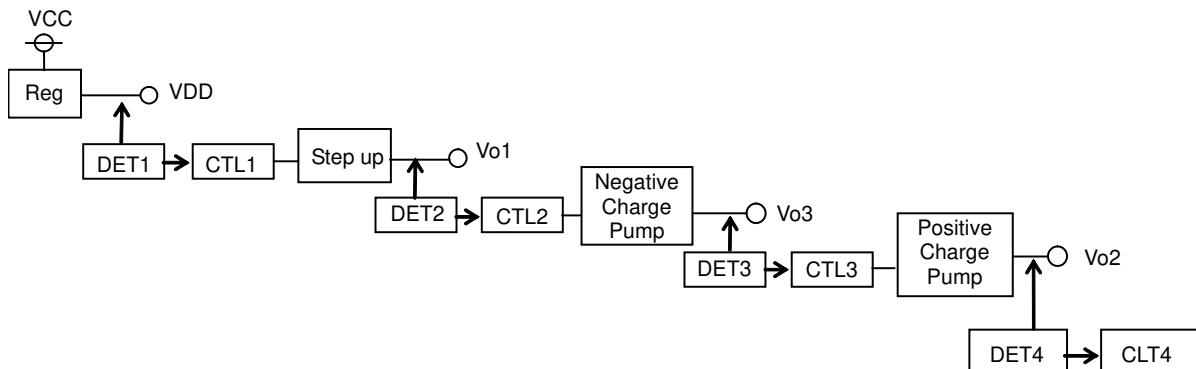 VCC
Reg
VDD
DET1
CTL1
Step up
Vo1
DET2
CTL2
Negative
Charge
Pump
Vo3
DET3
CTL3
Positive
Charge
Pump
Vo2
DET4
CLT4